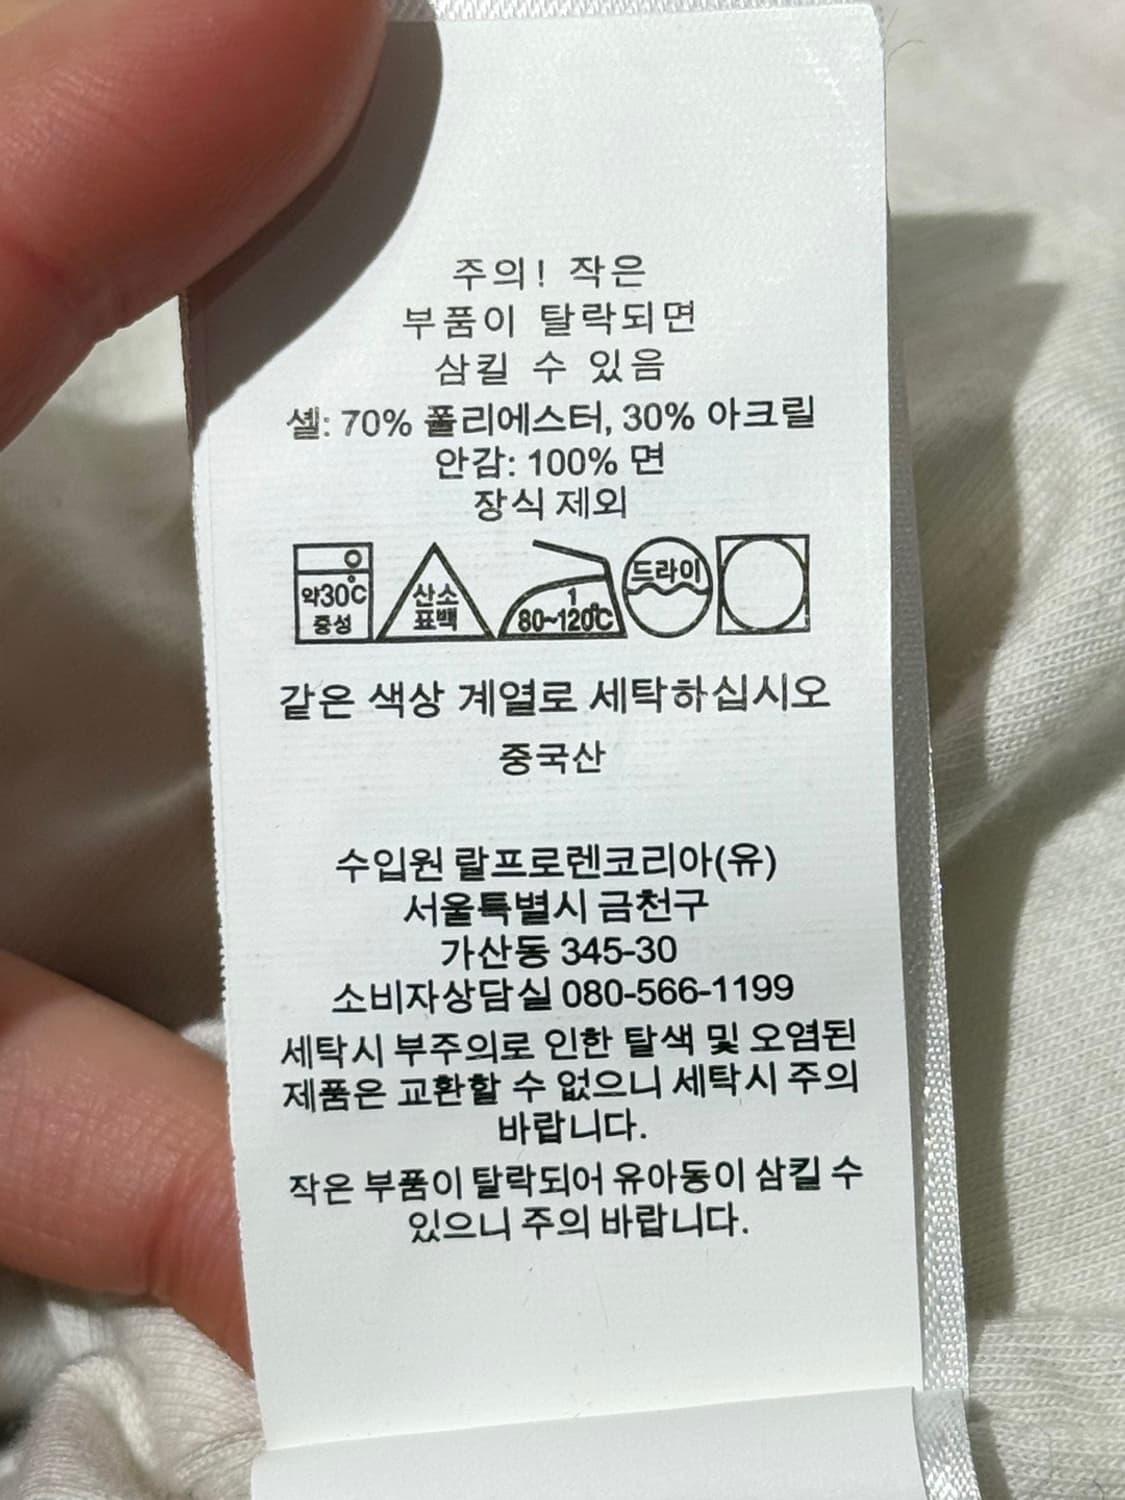 주의! 작은
부품이 탈락되면
삼킬 수 있음
셸: 70% 폴리에스터, 30% 아크릴
안감: 100% 면
장식 제외
약30℃
중성
산소
표백
1
80~120℃
드라이
같은 색상 계열로 세탁하십시오
중국산
수입원 랄프로렌코리아(유)
서울특별시 금천구
가산동 345-30
소비자상담실 080-566-1199
세탁시 부주의로 인한 탈색 및 오염된
제품은 교환할 수 없으니 세탁시 주의
바랍니다.
작은 부품이 탈락되어 유아동이 삼킬 수
있으니 주의 바랍니다.